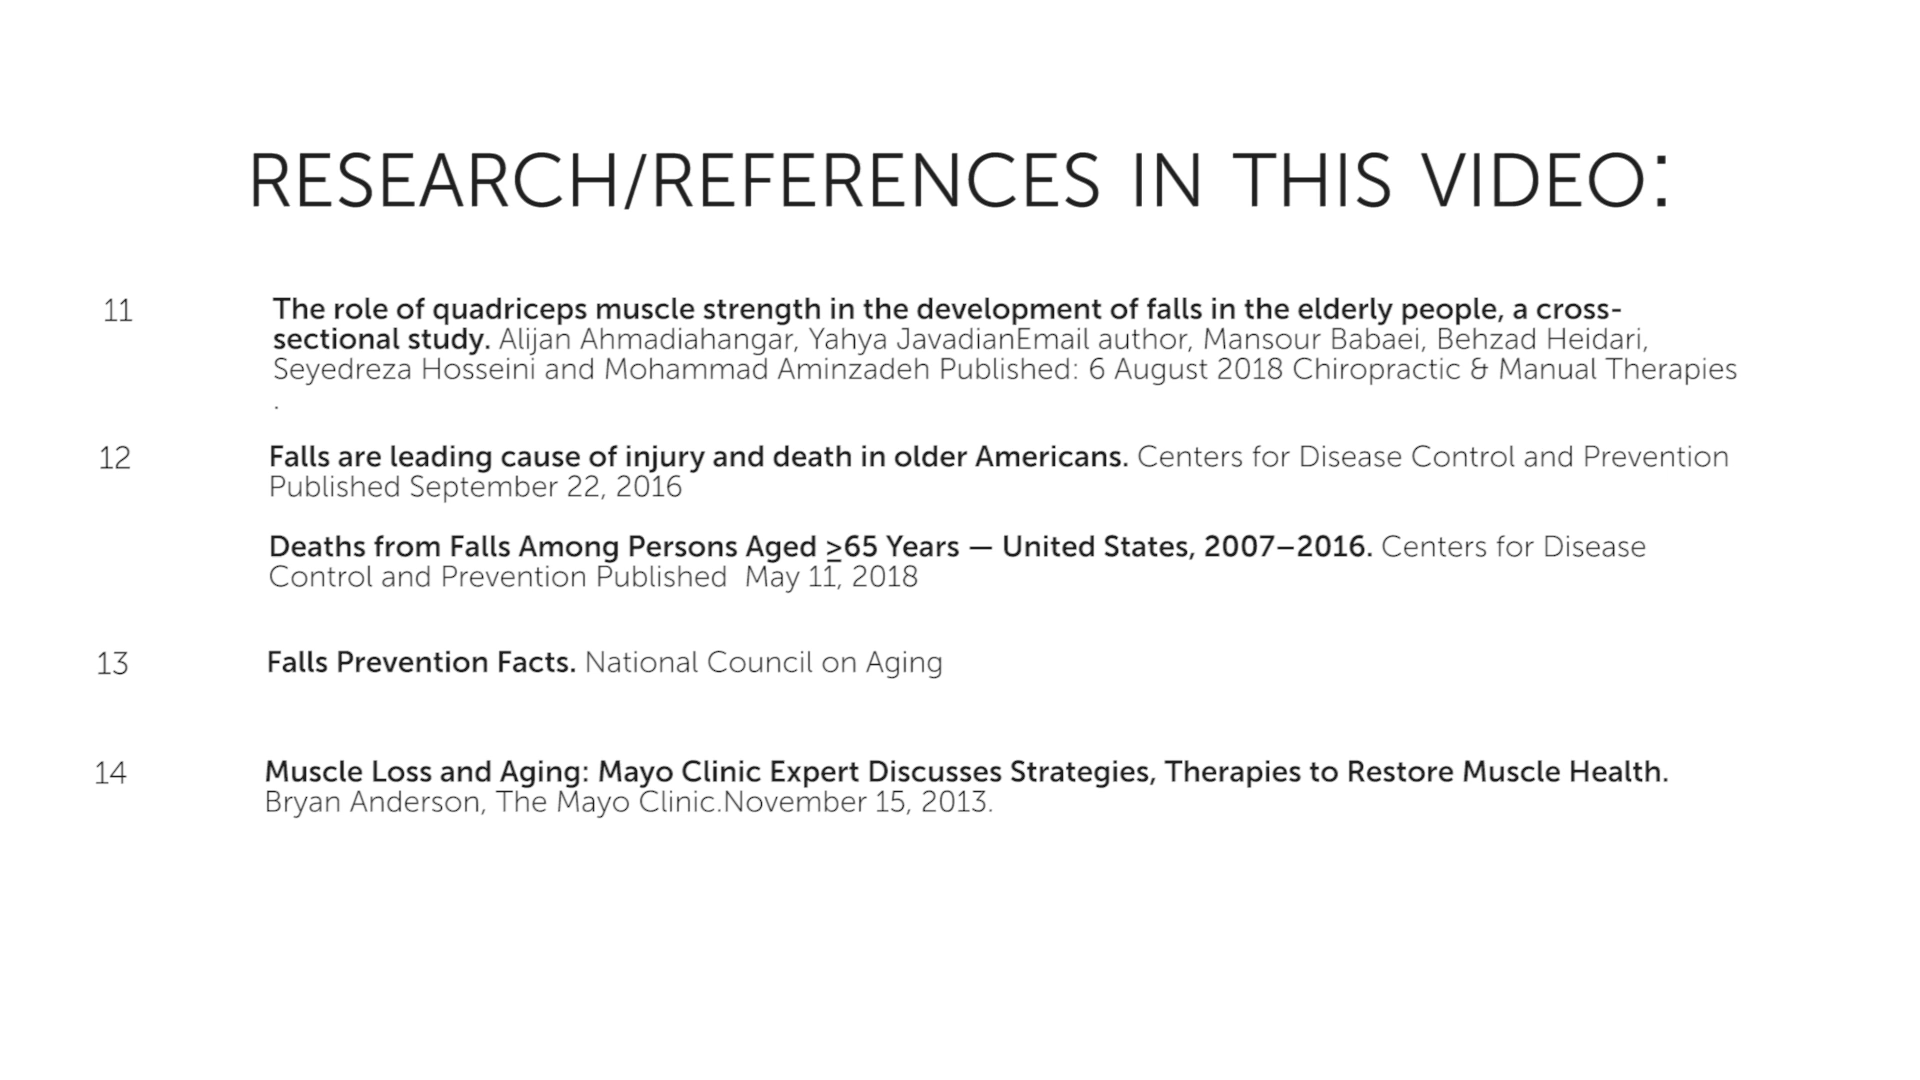 RESEARCH/REFERENCES IN THIS VIDEO:
11 The role of quadriceps muscle strength in the development of falls in the elderly people, a cross-
sectional study. Alijan Ahmadiahangar, Yahya JavadianEmail author, Mansour Babaei, Behzad Heidari,
Seyedreza Hosseini and Mohammad Aminzadeh Published: 6 August 2018 Chiropractic & Manual Therapies
.
12 Falls are leading cause of injury and death in older Americans. Centers for Disease Control and Prevention
Published September 22, 2016
Deaths from Falls Among Persons Aged ≥65 Years — United States, 2007–2016. Centers for Disease
Control and Prevention Published  May 11, 2018
13 Falls Prevention Facts. National Council on Aging
14 Muscle Loss and Aging: Mayo Clinic Expert Discusses Strategies, Therapies to Restore Muscle Health.
Bryan Anderson, The Mayo Clinic.November 15, 2013.